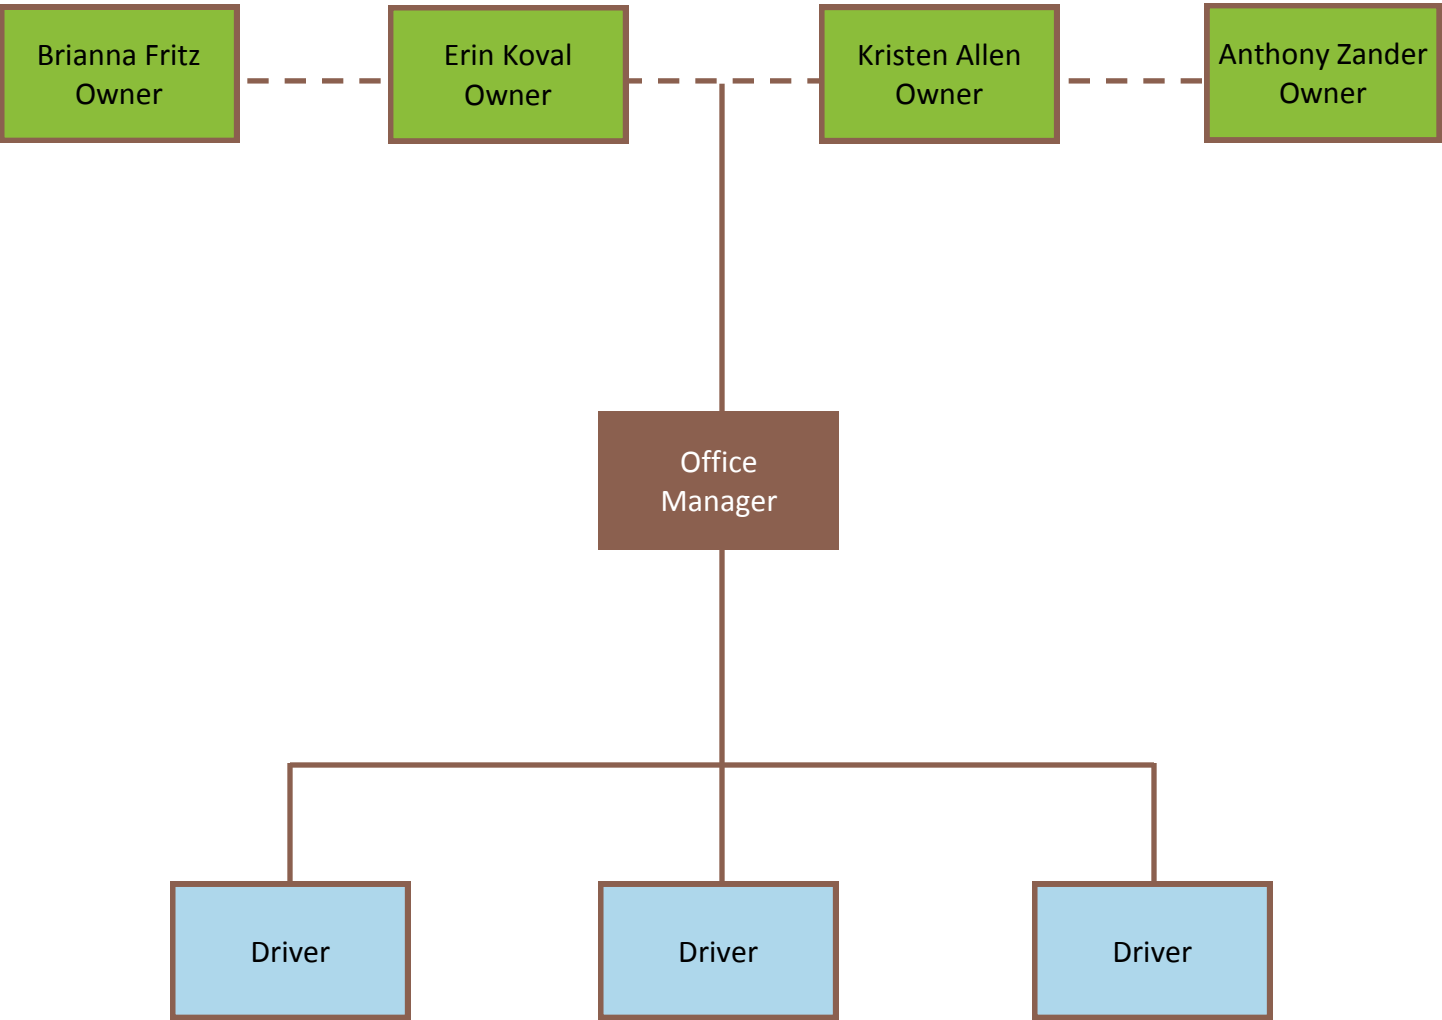 Brianna Fritz
Owner
Erin Koval
Owner
Kristen Allen
Owner
Anthony Zander
Owner
Office
Manager
Driver
Driver
Driver